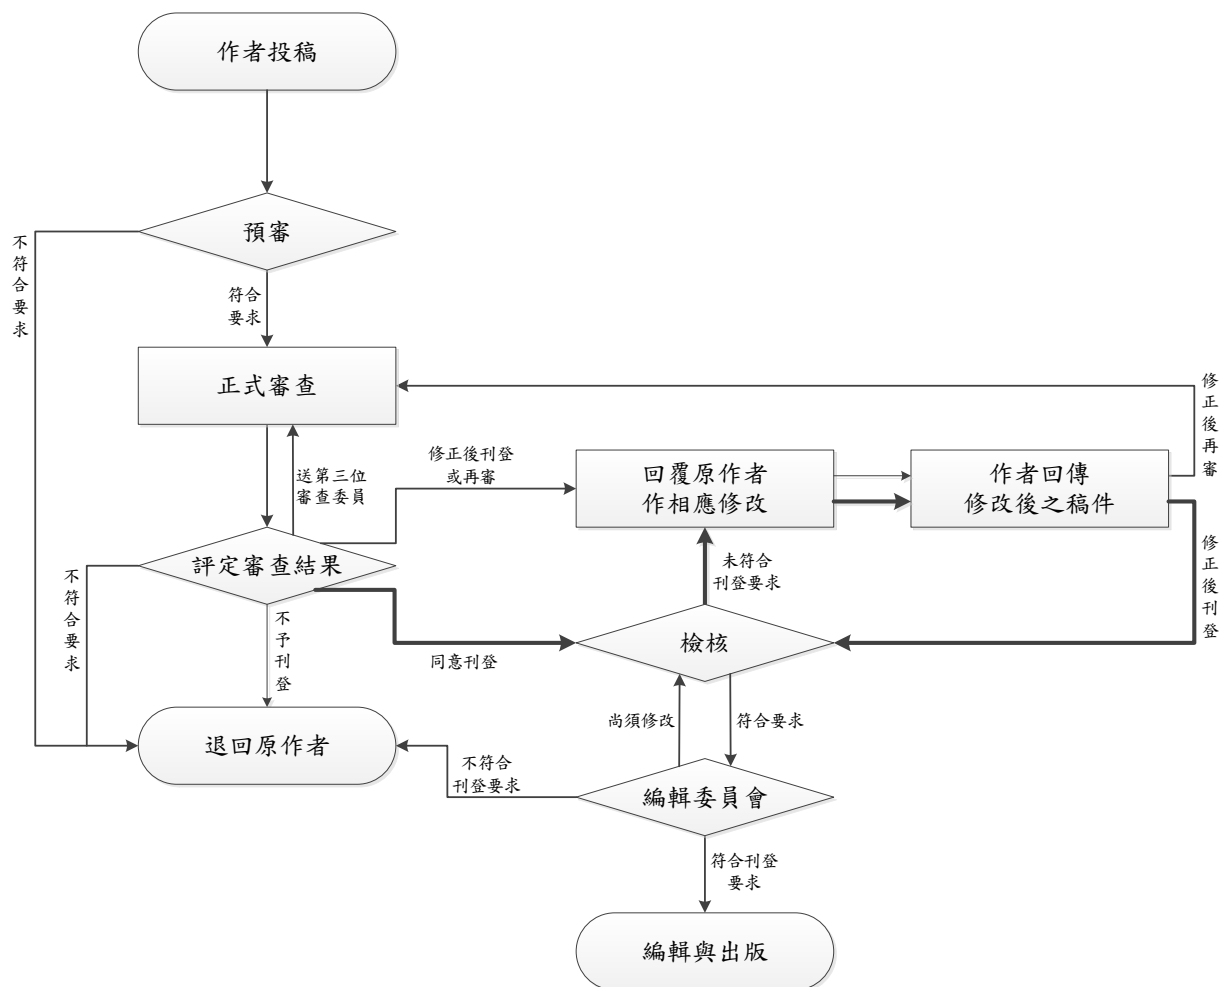 作者投稿
預審
不符合要求
符合
要求
正式審查
修正後再審
送第三位
審查委員
修正後刊登
或再審
回覆原作者
作相應修改
作者回傳
修改後之稿件
評定審查結果
不符合要求
不予刊登
未符合
刊登要求
修正後刊登
同意刊登
檢核
尚須修改
符合要求
退回原作者
不符合
刊登要求
編輯委員會
符合刊登
要求
編輯與出版